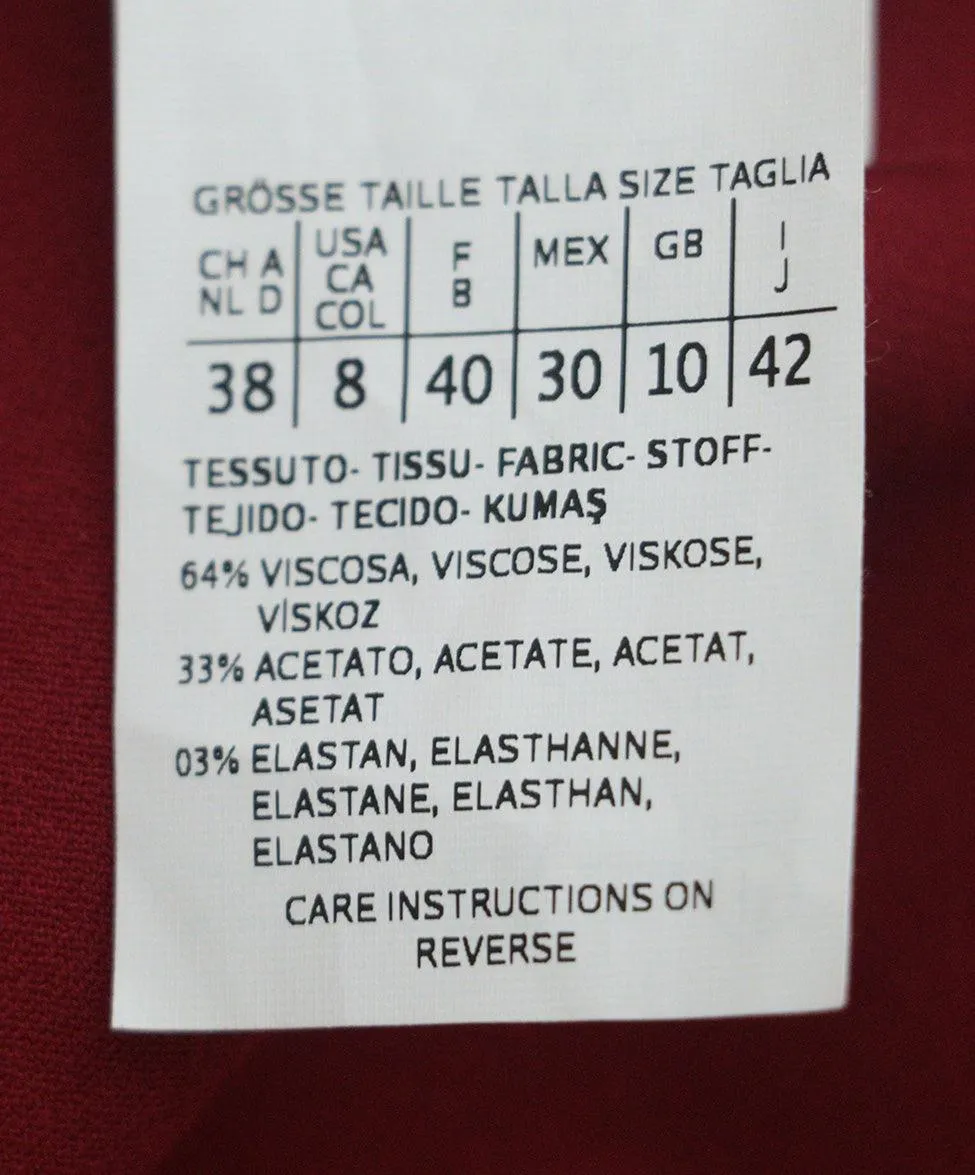 GRÖSSE TAILLE TALLA SIZE TAGLIA
CH A USA F MEX GB I
NL D CA B J
COL
38 8 40 30 10 42
TESSUTO- TISSU- FABRIC- STOFF-
TEJIDO- TECIDO- KUMAŞ
64% VISCOSA, VISCOSE, VISKOSE,
VİSKOZ
33% ACETATO, ACETATE, ACETAT,
ASETAT
03% ELASTAN, ELASTHANNE,
ELASTANE, ELASTHAN,
ELASTANO
CARE INSTRUCTIONS ON
REVERSE